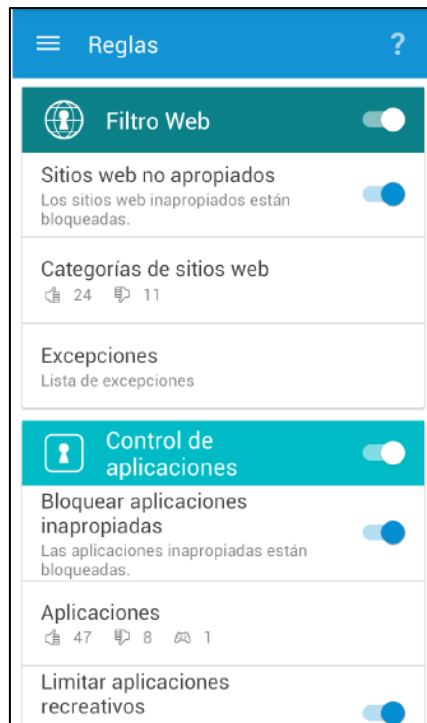 Reglas ?
Filtro Web
Sitios web no apropiados
Los sitios web inapropiados están
bloqueadas.
Categorías de sitios web
24 11
Excepciones
Lista de excepciones
Control de
aplicaciones
Bloquear aplicaciones
inapropiadas
Las aplicaciones inapropiadas están
bloqueadas.
Aplicaciones
47 8 1
Limitar aplicaciones
recreativos